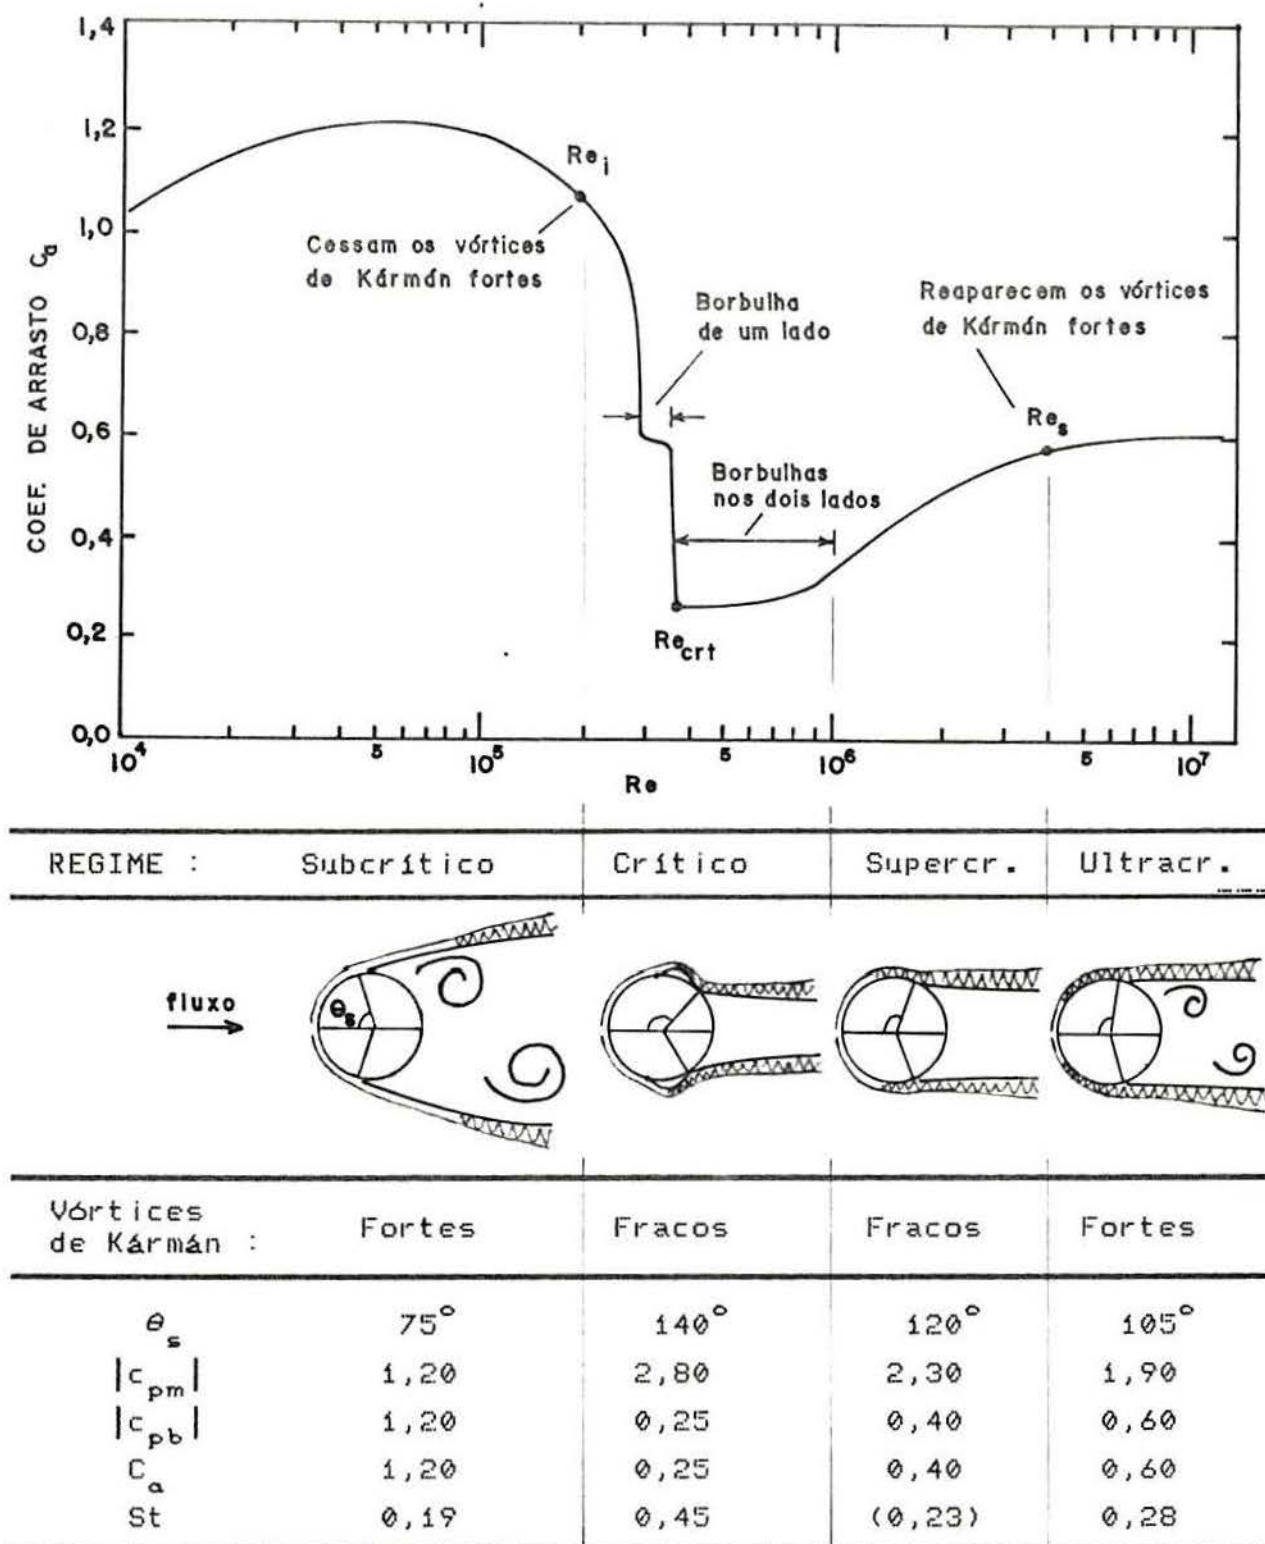 1,4
1,2
1,0
0,8
0,6
0,4
0,2
0,0
COEF. DE ARRASTO Ca
Rei
Cessam os vórtices
de Kármán fortes
Borbulha
de um lado
Reaparecem os vórtices
de Kármán fortes
Res
Borbulhas
nos dois lados
Recrt
10⁴ 5 10⁵ 5 10⁶ 5 10⁷
Re
REGIME : Subcrítico Crítico Supercr. Ultracr.
fluxo
θs
Vórtices
de Kármán : Fortes Fracos Fracos Fortes
θs 75° 140° 120° 105°
|cpm| 1,20 2,80 2,30 1,90
|cpb| 1,20 0,25 0,40 0,60
Ca 1,20 0,25 0,40 0,60
St 0,19 0,45 (0,23) 0,28